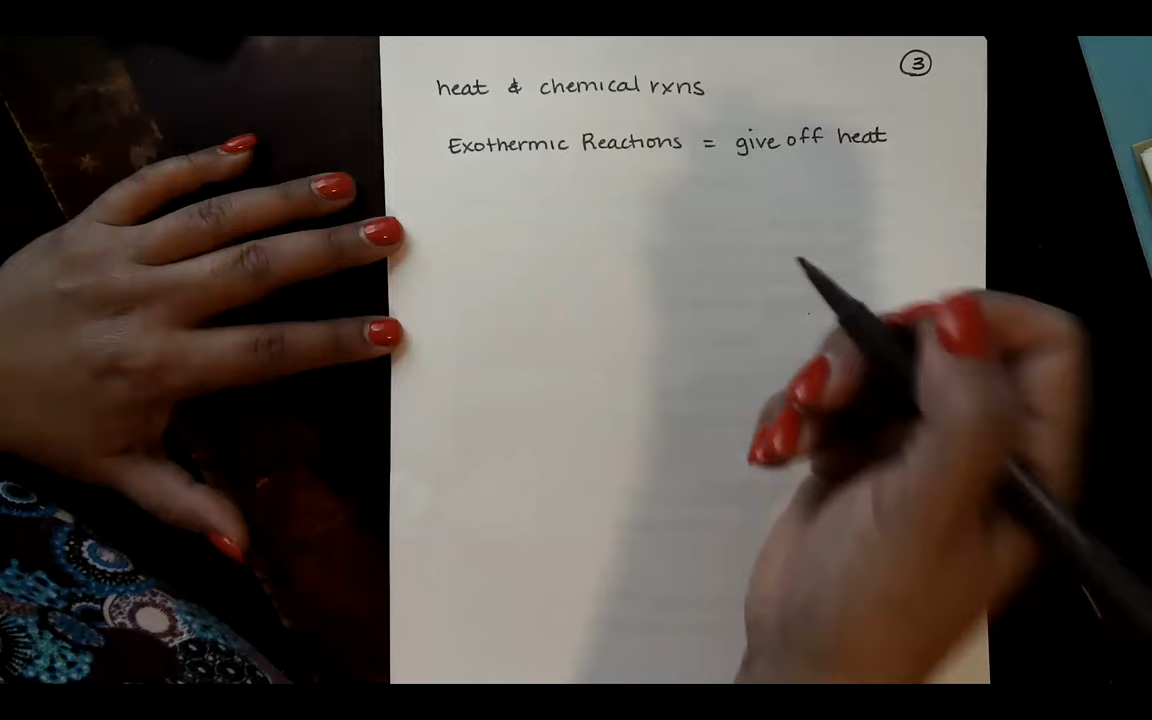 3
heat & chemical rxns
Exothermic Reactions = give off heat